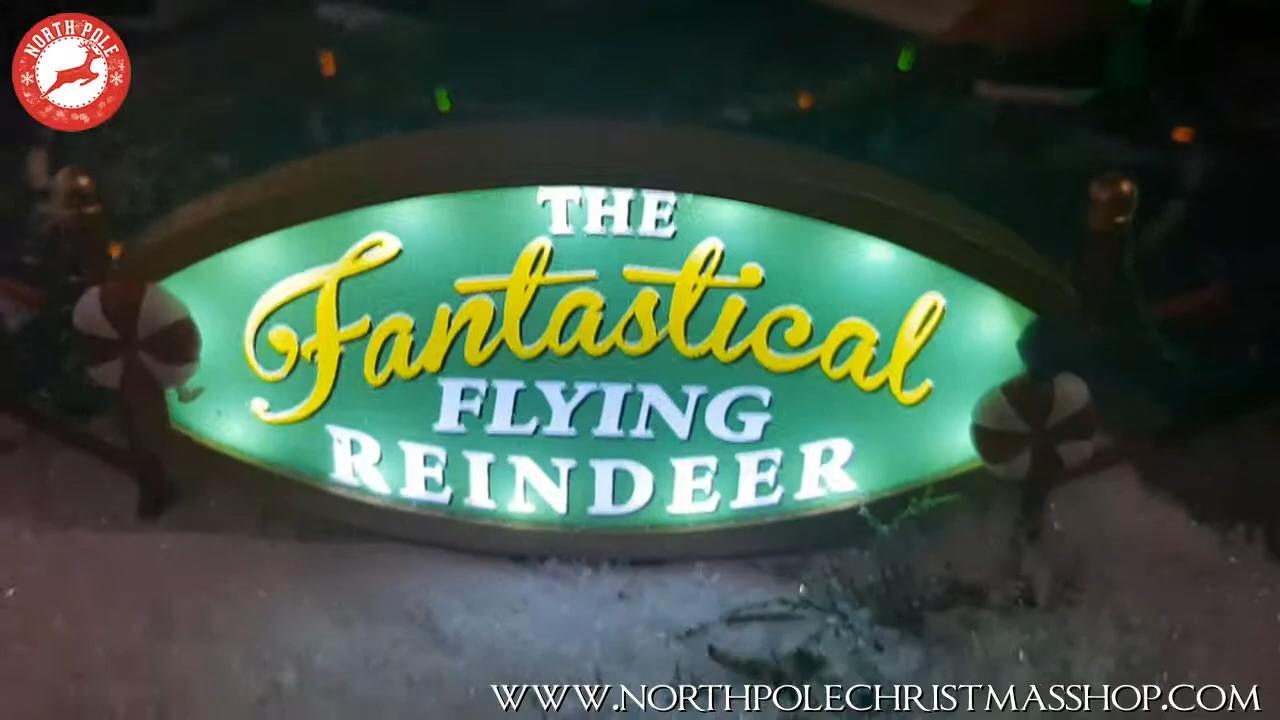 NORTH POLE
THE
Fantastical
FLYING
REINDEER
WWW.NORTHPOLECHRISTMASSHOP.COM